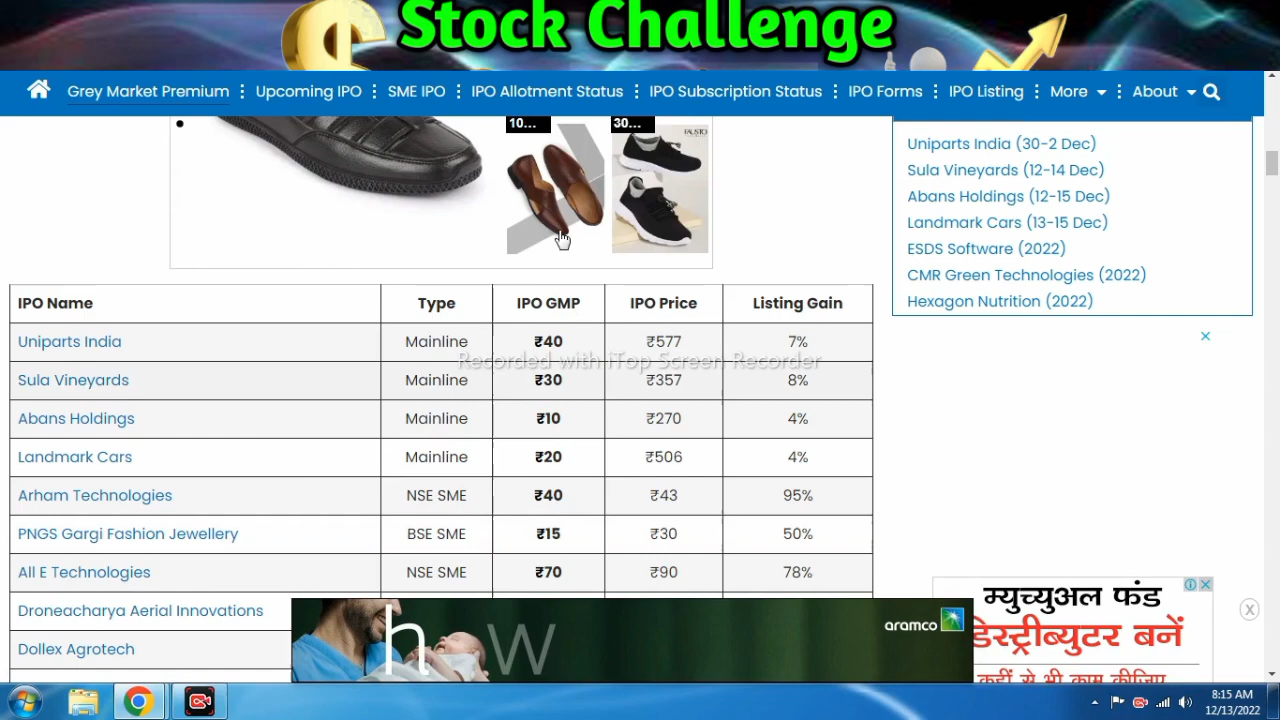 Stock Challenge
Grey Market Premium
Upcoming IPO
SME IPO
IPO Allotment Status
IPO Subscription Status
IPO Forms
IPO Listing
More
About
10...
30...
FAUSTO
Uniparts India (30-2 Dec)
Sula Vineyards (12-14 Dec)
Abans Holdings (12-15 Dec)
Landmark Cars (13-15 Dec)
ESDS Software (2022)
CMR Green Technologies (2022)
Hexagon Nutrition (2022)
IPO Name Type IPO GMP IPO Price Listing Gain
Uniparts India Mainline ₹40 ₹577 7%
Recorded with iTop Screen Recorder
Sula Vineyards Mainline ₹30 ₹357 8%
Abans Holdings Mainline ₹10 ₹270 4%
Landmark Cars Mainline ₹20 ₹506 4%
Arham Technologies NSE SME ₹40 ₹43 95%
PNGS Gargi Fashion Jewellery BSE SME ₹15 ₹30 50%
All E Technologies NSE SME ₹70 ₹90 78%
Droneacharya Aerial Innovations
Dollex Agrotech
h w
aramco
म्युच्युअल फंड
डिस्ट्रीब्युटर बनें
कहीं से भी काम कीजिए
8:15 AM
12/13/2022